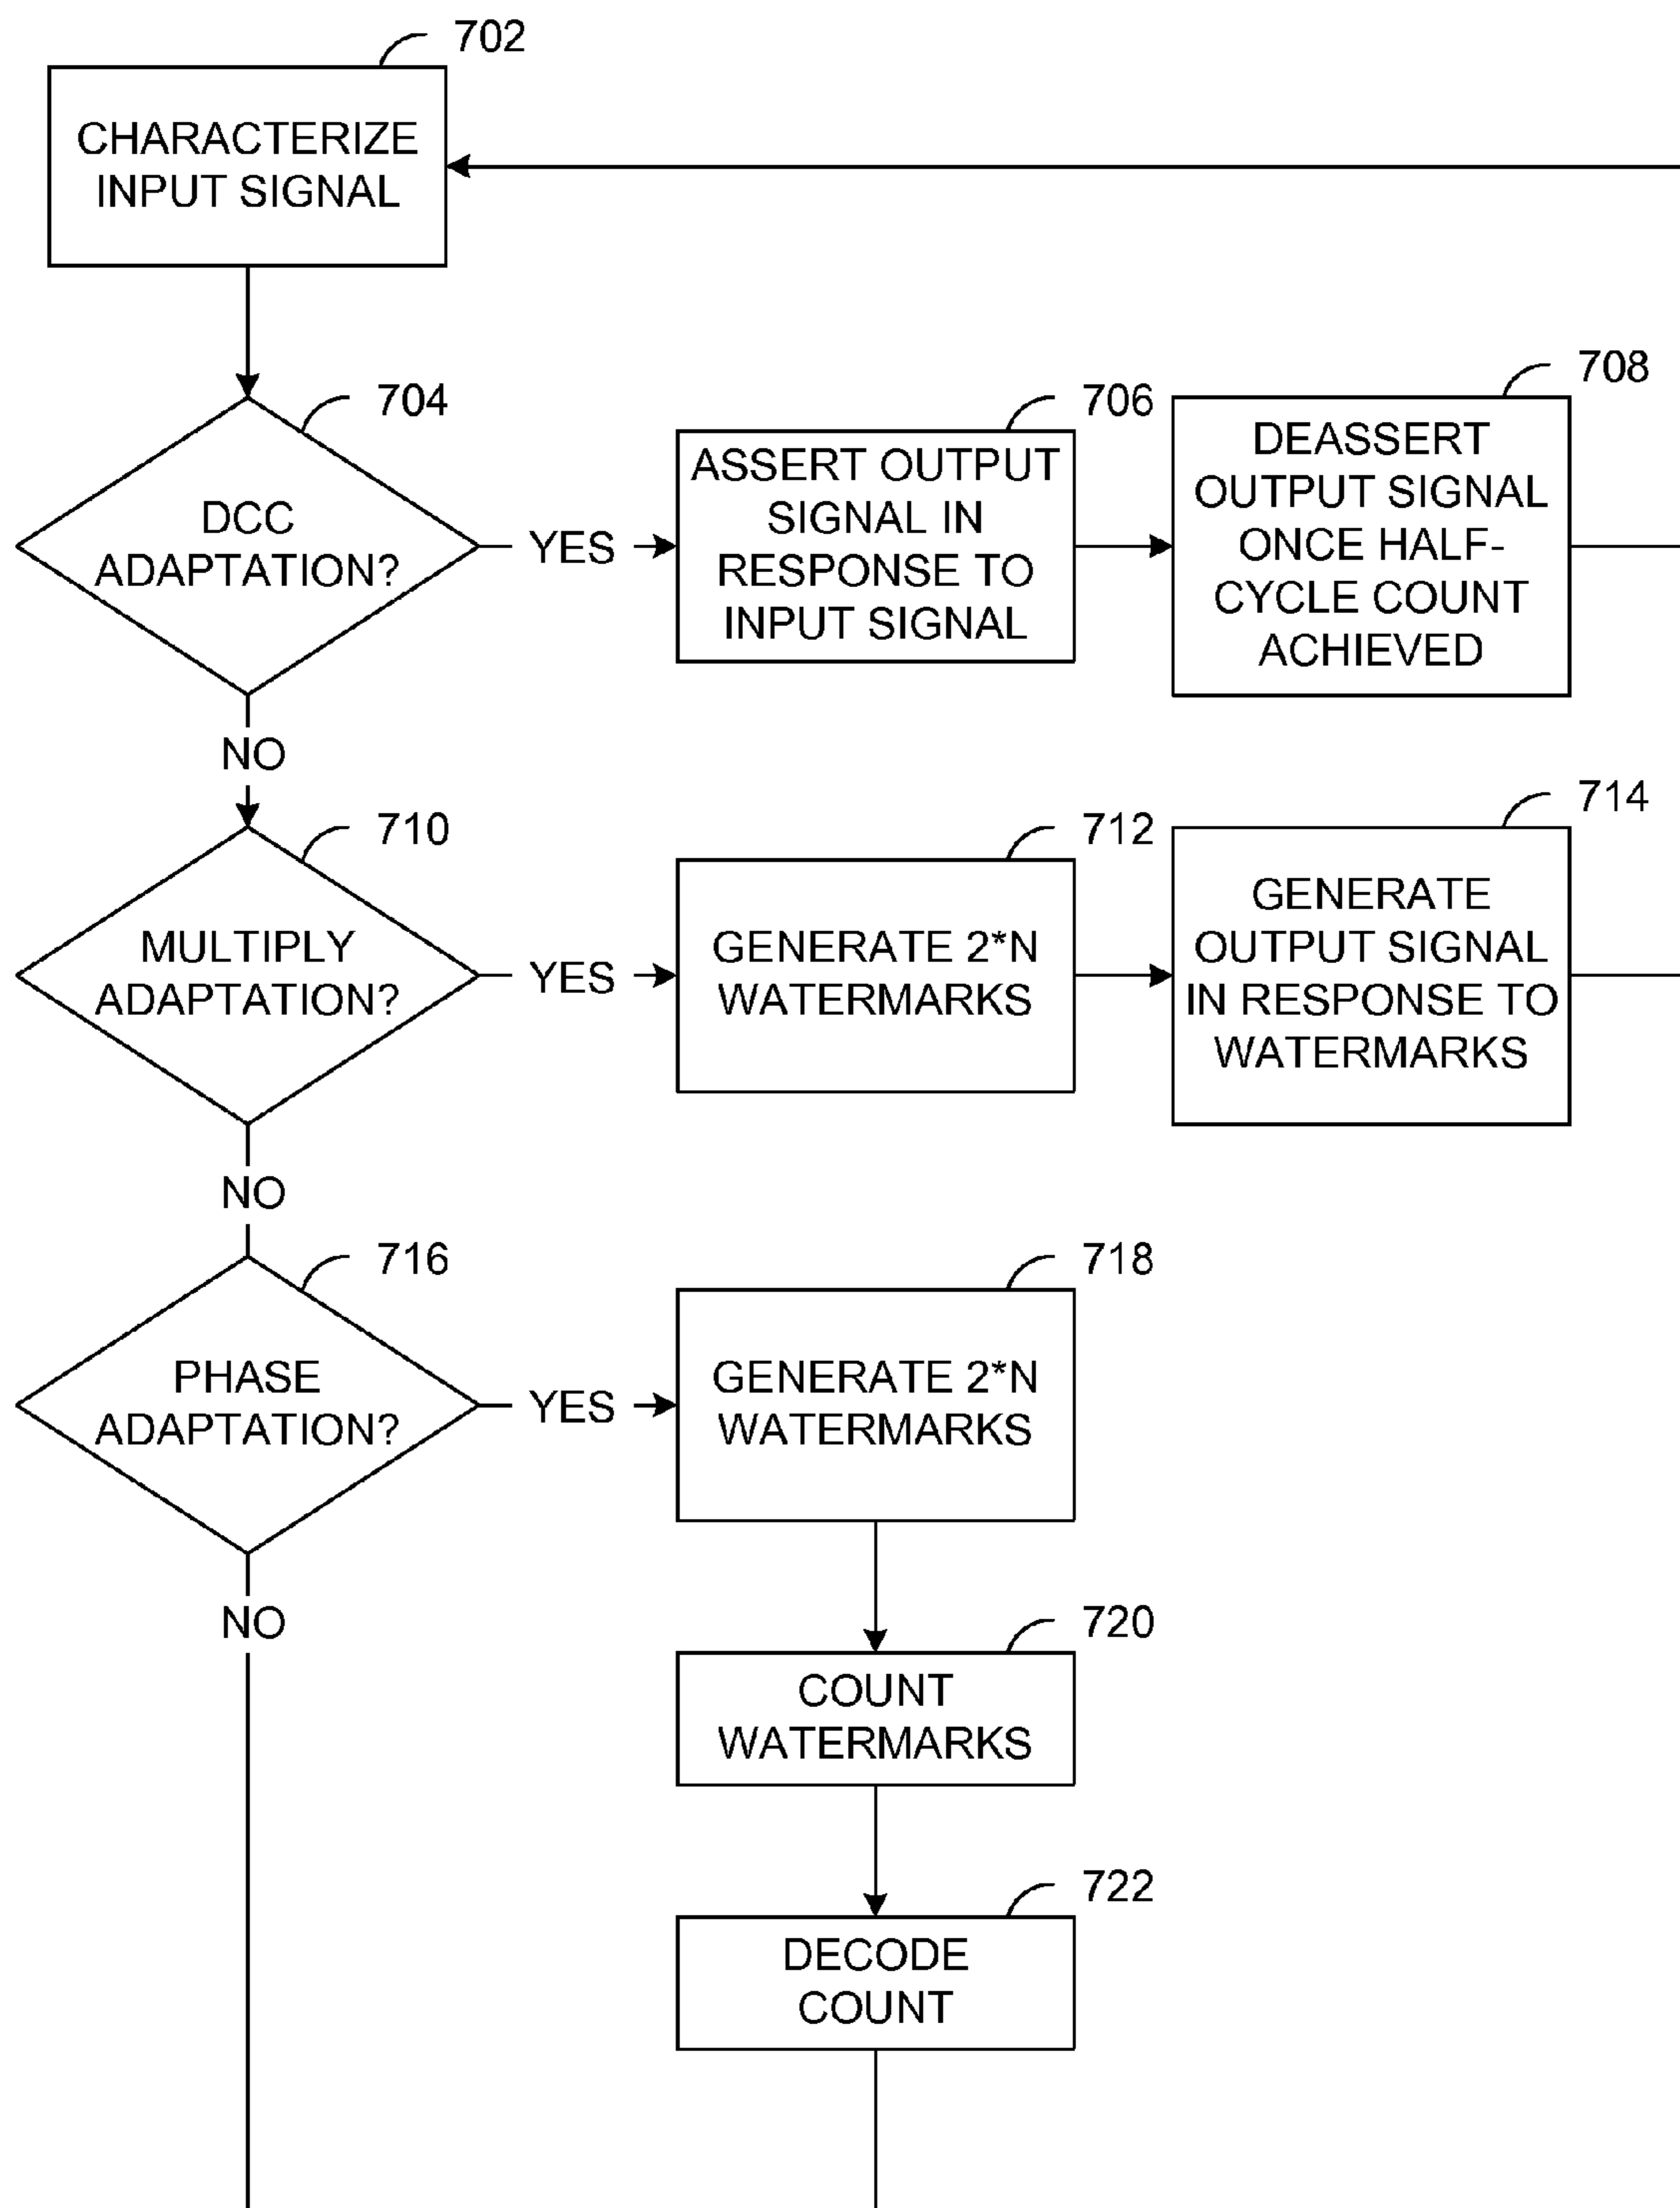 702
CHARACTERIZE
INPUT SIGNAL
704
DCC
ADAPTATION?
YES
706
ASSERT OUTPUT
SIGNAL IN
RESPONSE TO
INPUT SIGNAL
708
DEASSERT
OUTPUT SIGNAL
ONCE HALF-
CYCLE COUNT
ACHIEVED
NO
710
MULTIPLY
ADAPTATION?
YES
712
GENERATE 2*N
WATERMARKS
714
GENERATE
OUTPUT SIGNAL
IN RESPONSE TO
WATERMARKS
NO
716
PHASE
ADAPTATION?
YES
718
GENERATE 2*N
WATERMARKS
NO
720
COUNT
WATERMARKS
722
DECODE
COUNT